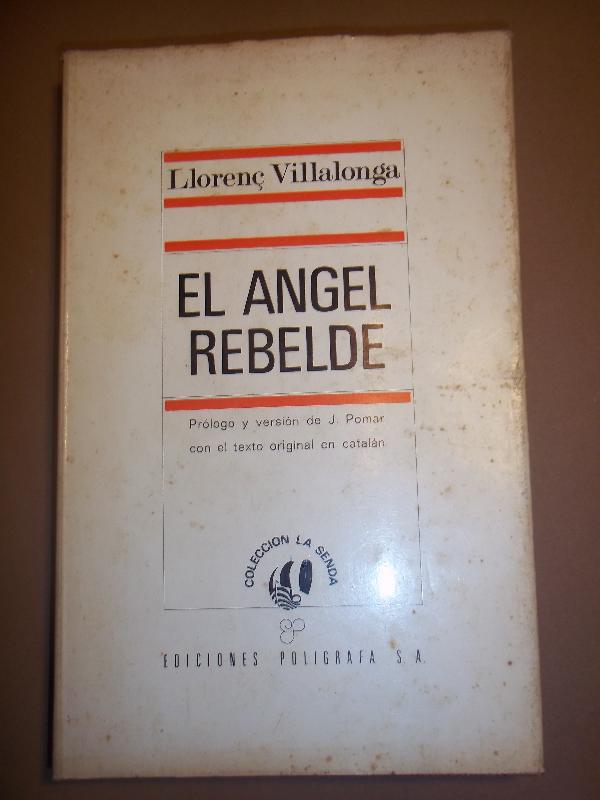 Llorenç Villalonga
EL ANGEL
REBELDE
Prólogo y versión de J. Pomar
con el texto original en catalán
COLECCION LA SENDA
EDICIONES POLIGRAFA S.A.